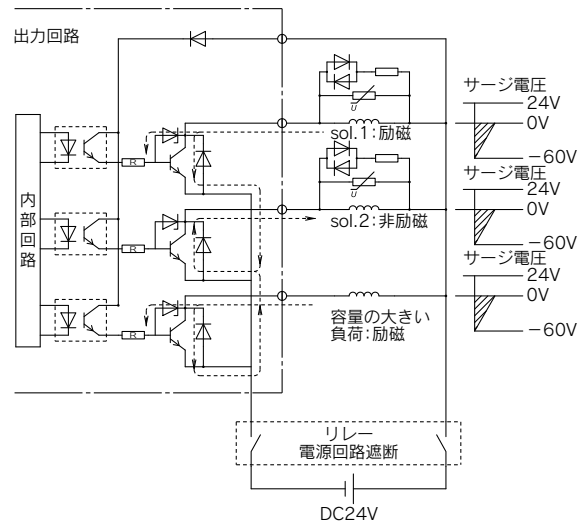 出力回路
サージ電圧
24V
0V
−60V
U
sol.1：励磁
R
サージ電圧
24V
0V
−60V
U
sol.2：非励磁
R
内部回路
サージ電圧
24V
0V
−60V
容量の大きい
負荷：励磁
R
リレー
電源回路遮断
DC24V